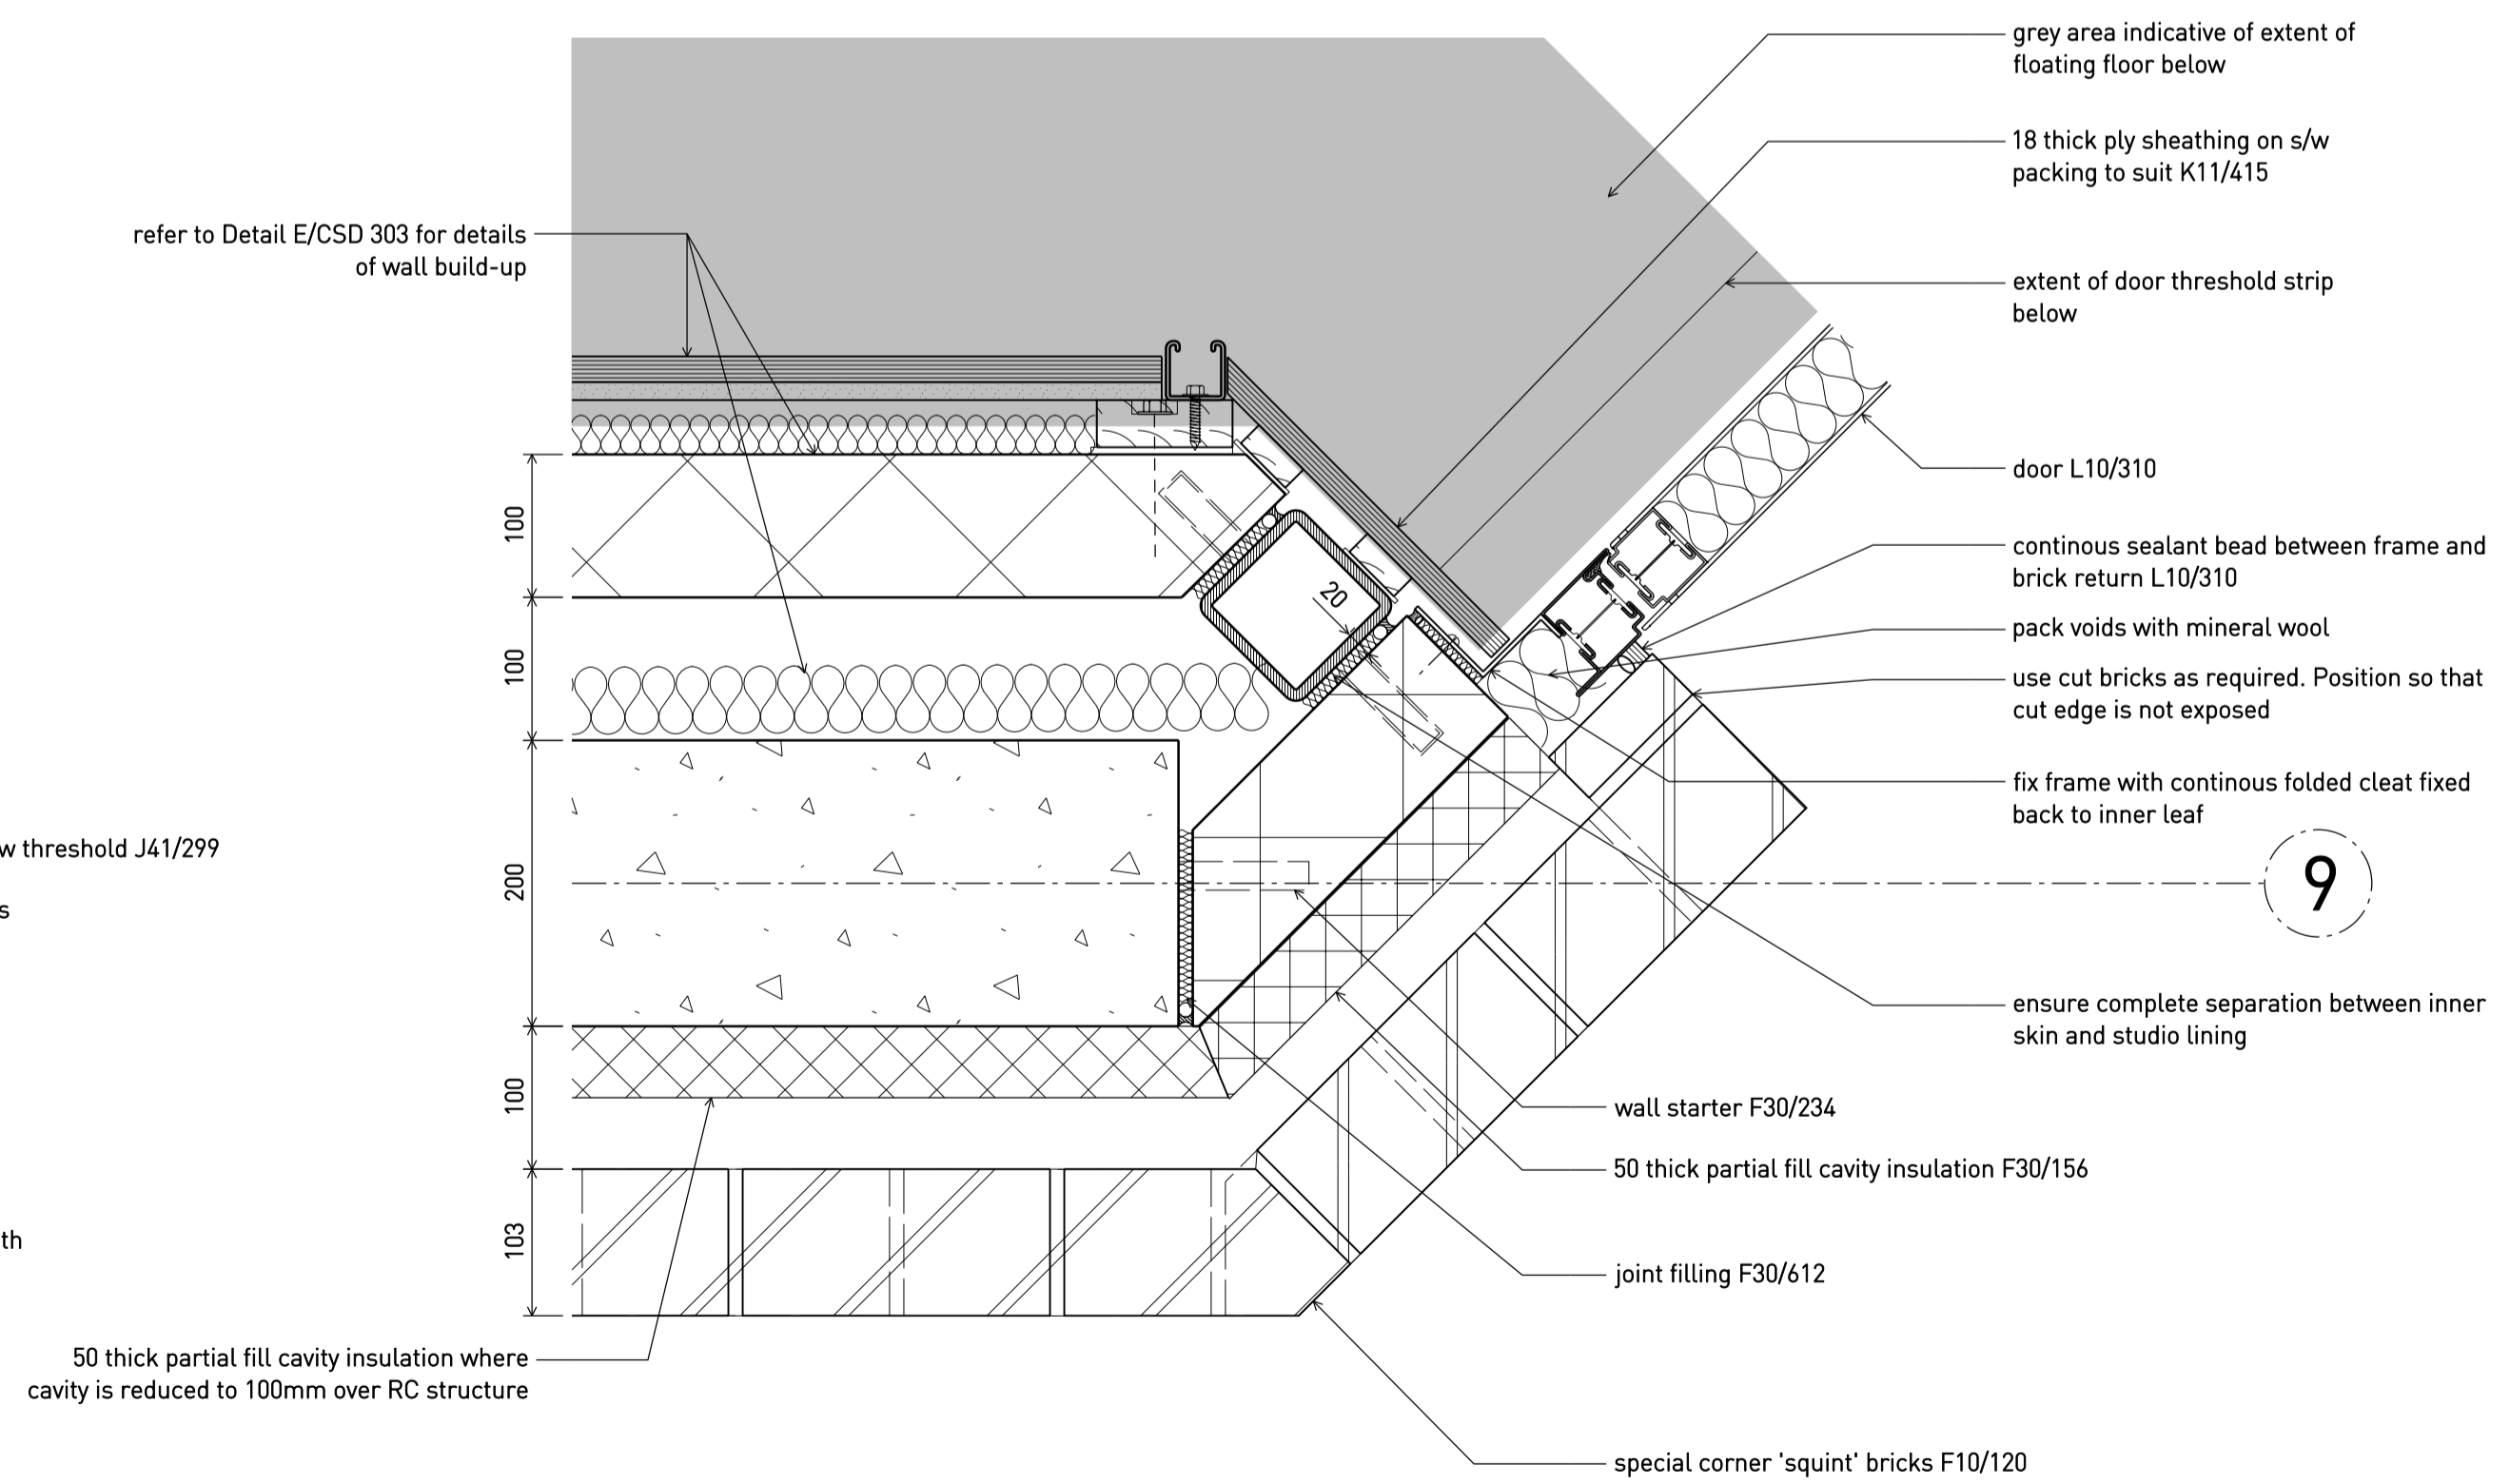 grey area indicative of extent of
floating floor below
18 thick ply sheathing on s/w
packing to suit K11/415
refer to Detail E/CSD 303 for details
of wall build-up
extent of door threshold strip
below
door L10/310
continous sealant bead between frame and
brick return L10/310
pack voids with mineral wool
use cut bricks as required. Position so that
cut edge is not exposed
fix frame with continous folded cleat fixed
back to inner leaf
9
ensure complete separation between inner
skin and studio lining
wall starter F30/234
50 thick partial fill cavity insulation F30/156
joint filling F30/612
special corner 'squint' bricks F10/120
100
100
200
100
103
20
w threshold J41/299
s
th
50 thick partial fill cavity insulation where
cavity is reduced to 100mm over RC structure